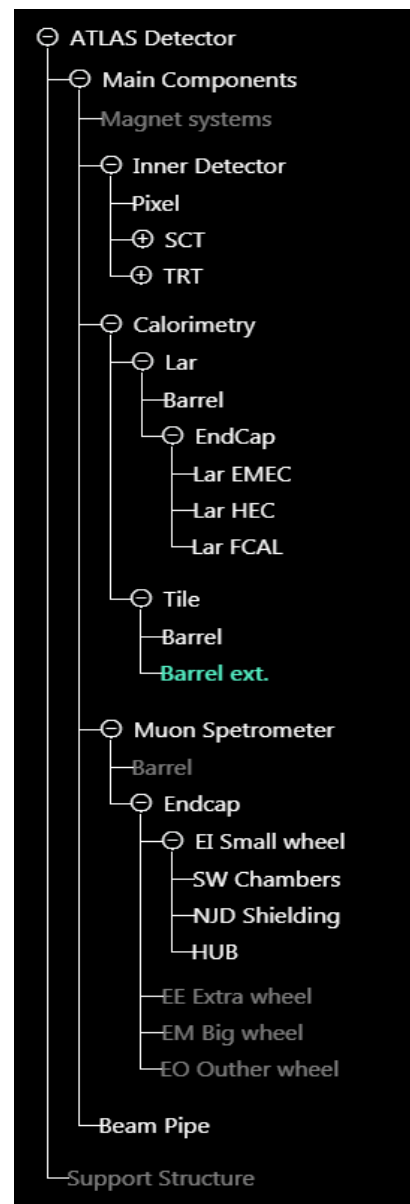 ATLAS Detector
Main Components
Magnet systems
Inner Detector
Pixel
SCT
TRT
Calorimetry
Lar
Barrel
EndCap
Lar EMEC
Lar HEC
Lar FCAL
Tile
Barrel
Barrel ext.
Muon Spetrometer
Barrel
Endcap
EI Small wheel
SW Chambers
NJD Shielding
HUB
EE Extra wheel
EM Big wheel
EO Outher wheel
Beam Pipe
Support Structure